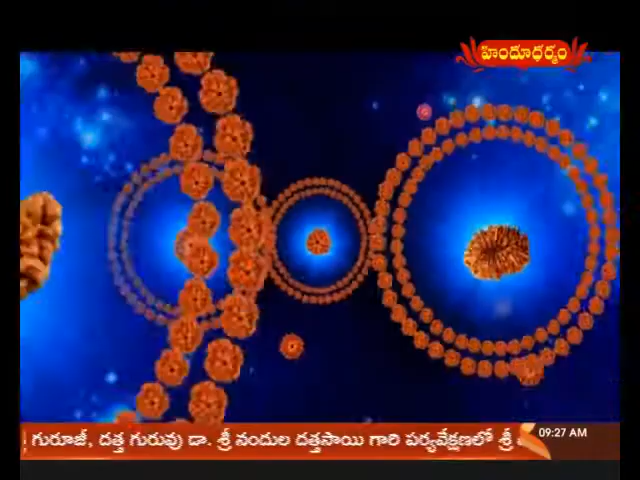 హిందూధర్మం
గురూజీ, దత్త గురువు డా. శ్రీ నందుల దత్తసాయి గారి పర్యవేక్షణలో శ్రీ
09:27 AM